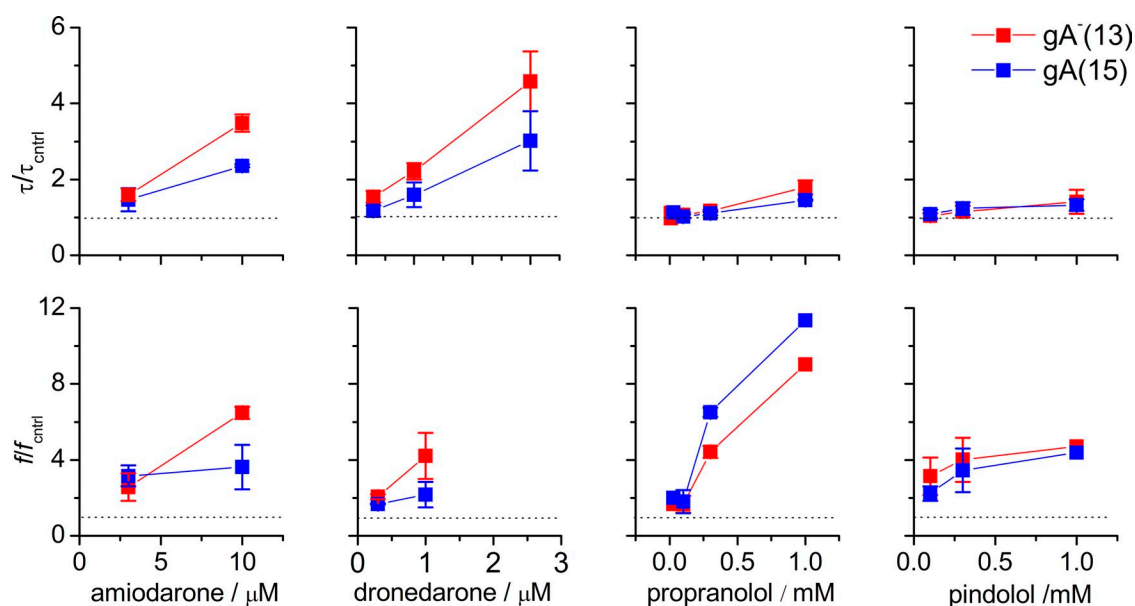 6
4
2
0
τ/τcntrl
gA⁻(13)
gA(15)
12
8
4
0
f/fcntrl
0 5 10
0 1 2 3
0.0 0.5 1.0
0.0 0.5 1.0
amiodarone / μM
dronedarone / μM
propranolol / mM
pindolol /mM